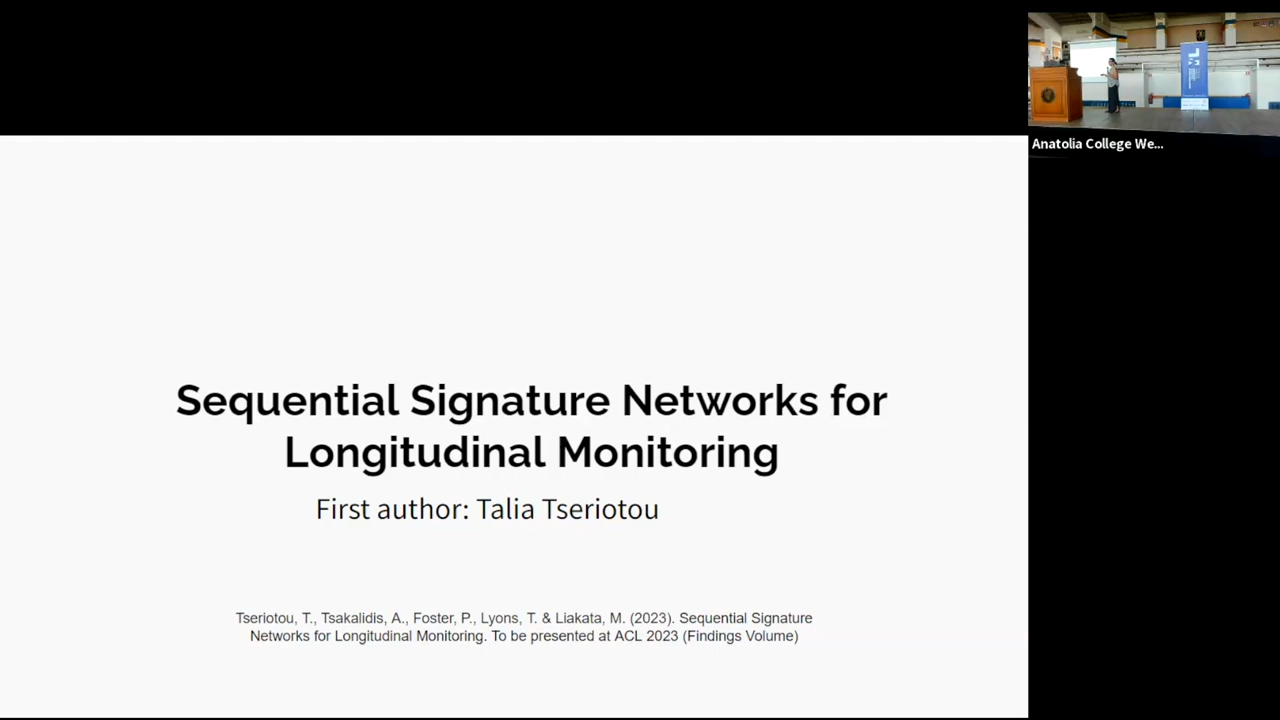 Anatolia College We...
Sequential Signature Networks for
Longitudinal Monitoring
First author: Talia Tseriotou
Tseriotou, T., Tsakalidis, A., Foster, P., Lyons, T. & Liakata, M. (2023). Sequential Signature
Networks for Longitudinal Monitoring. To be presented at ACL 2023 (Findings Volume)